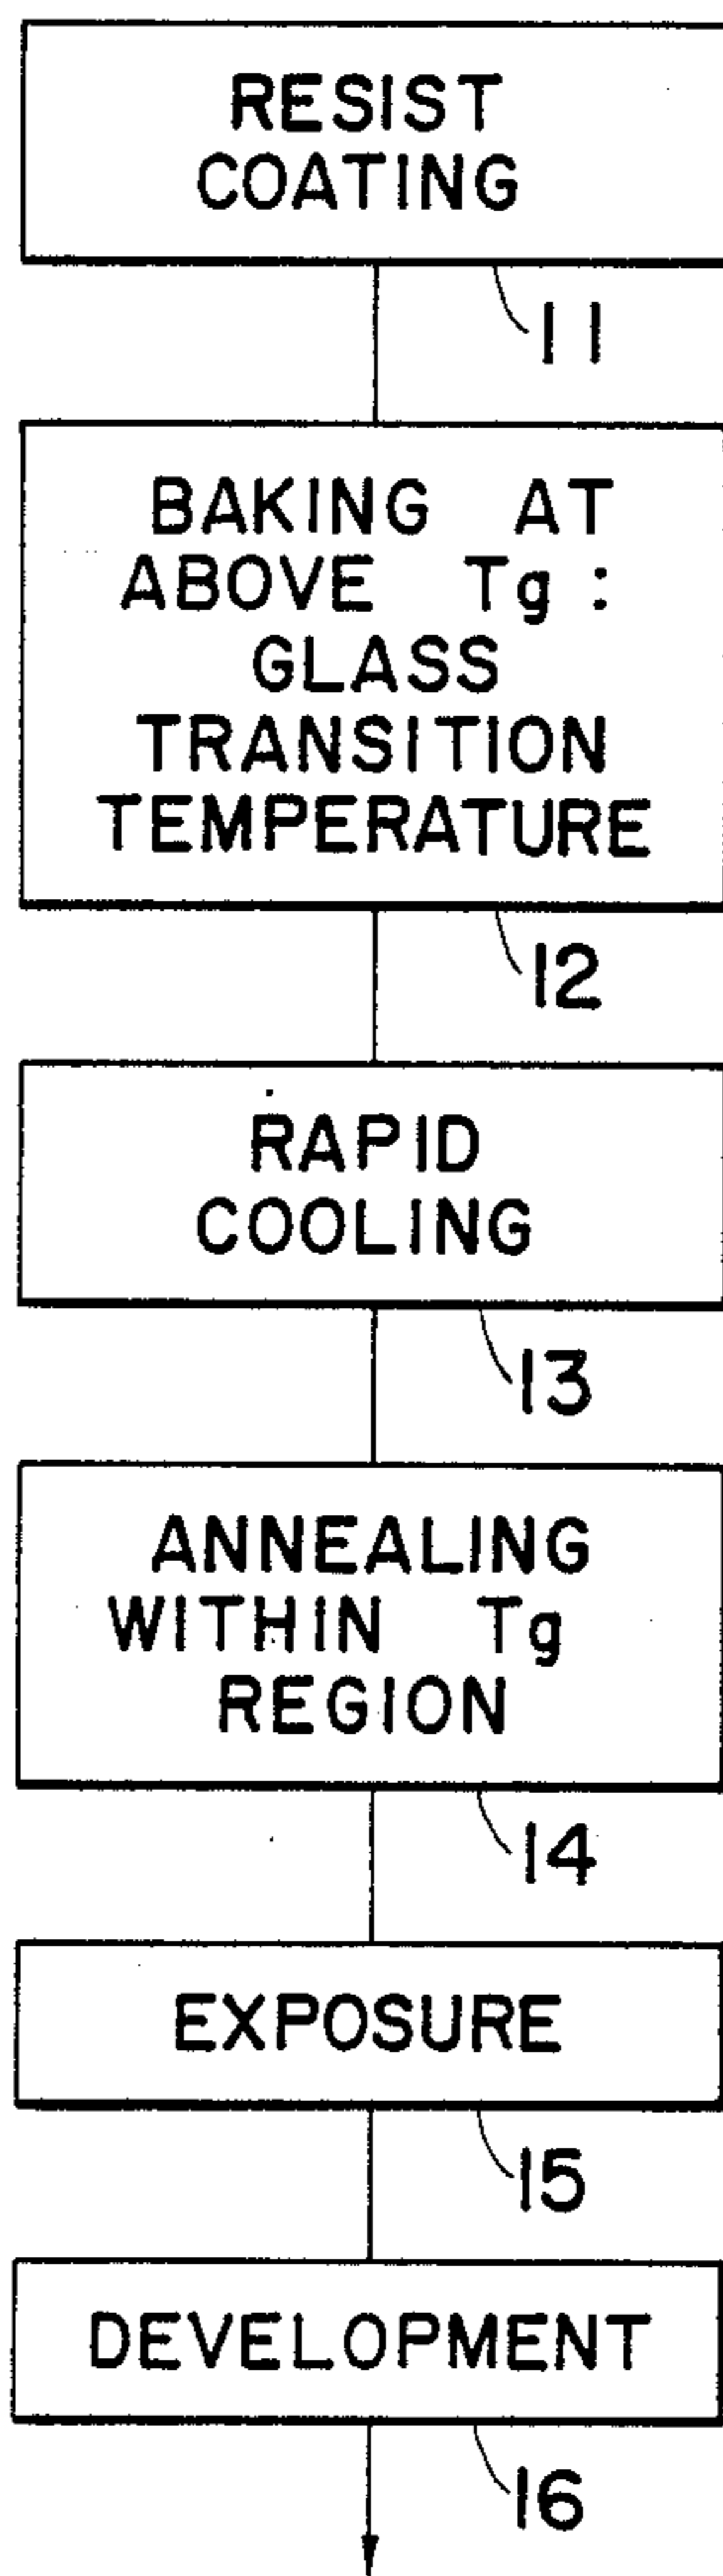 RESIST
COATING
11
BAKING AT
ABOVE Tg :
GLASS
TRANSITION
TEMPERATURE
12
RAPID
COOLING
13
ANNEALING
WITHIN Tg
REGION
14
EXPOSURE
15
DEVELOPMENT
16